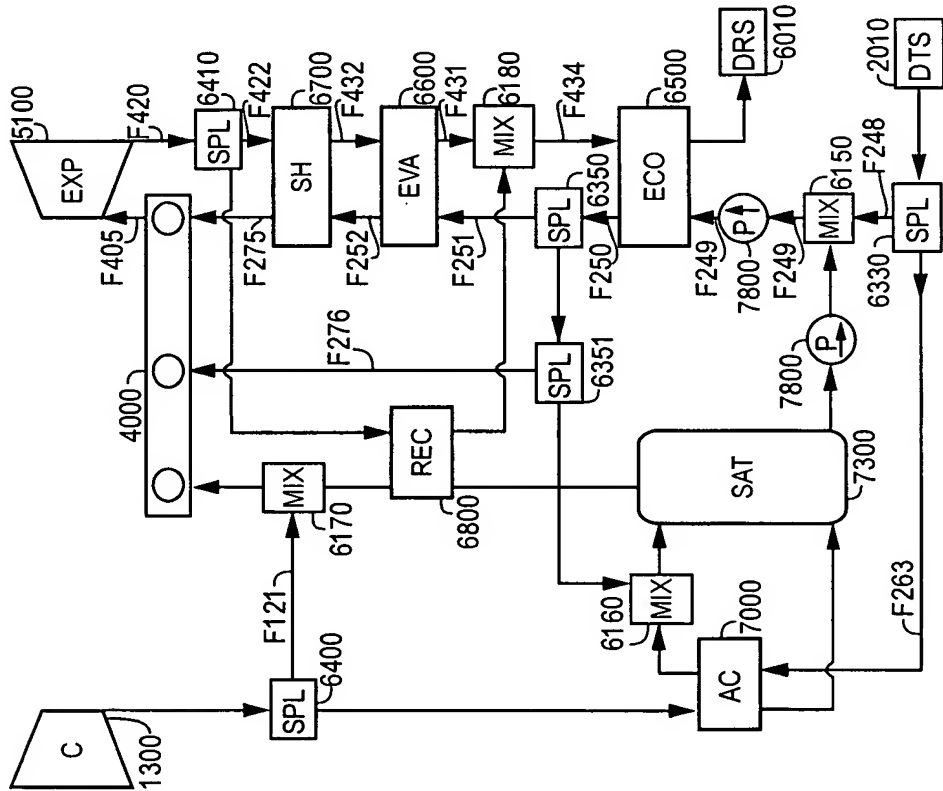 5100
EXP
F420
F405
4000
SPL
6410
F422
F275
SH
6700
F432
F252
EVA
6600
F431
F251
MIX
6180
F434
SPL
6350
F250
ECO
6500
DRS
6010
F249
P
7800
F249
MIX
6150
F248
SPL
6330
2010
DTS
F276
SPL
6351
REC
6800
MIX
6170
F121
C
1300
SPL
6400
SAT
7300
P
7800
6160
MIX
AC
7000
F263